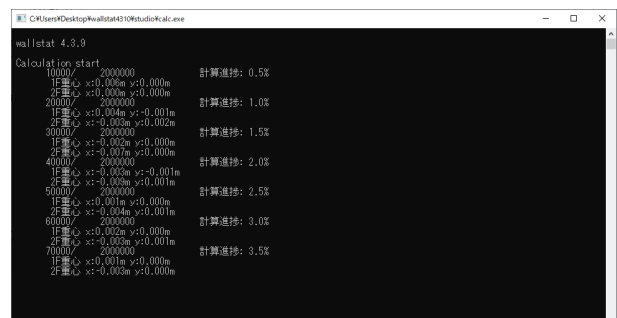 C:¥Users¥Desktop¥wallstat4310¥studio¥calc.exe
wallstat 4.3.9
Calculation start
10000/ 2000000 計算進捗: 0.5%
1F重心 x:0.006m y:0.000m
2F重心 x:0.000m y:0.000m
20000/ 2000000 計算進捗: 1.0%
1F重心 x:0.004m y:-0.001m
2F重心 x:-0.003m y:0.002m
30000/ 2000000 計算進捗: 1.5%
1F重心 x:-0.002m y:0.000m
2F重心 x:-0.007m y:0.000m
40000/ 2000000 計算進捗: 2.0%
1F重心 x:-0.003m y:-0.001m
2F重心 x:-0.009m y:0.001m
50000/ 2000000 計算進捗: 2.5%
1F重心 x:0.001m y:0.000m
2F重心 x:-0.004m y:0.001m
60000/ 2000000 計算進捗: 3.0%
1F重心 x:0.002m y:0.000m
2F重心 x:-0.003m y:0.001m
70000/ 2000000 計算進捗: 3.5%
1F重心 x:0.001m y:0.000m
2F重心 x:-0.003m y:0.000m